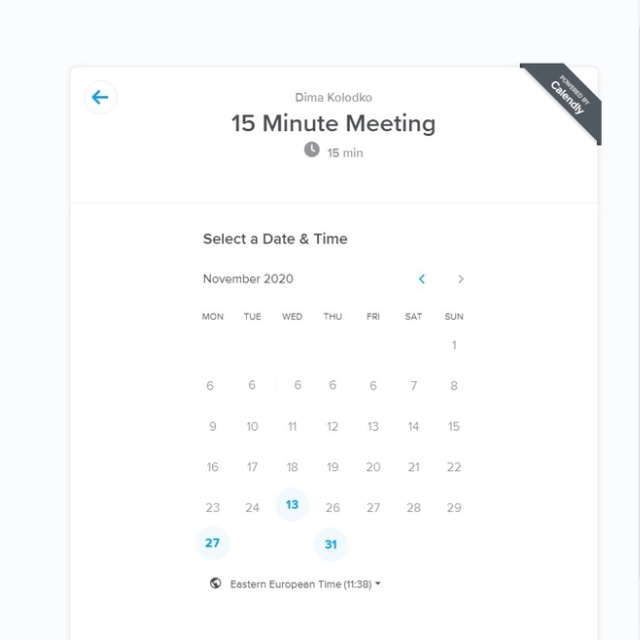 POWERED BY
Calendly
Dima Kolodko
15 Minute Meeting
15 min
Select a Date & Time
November 2020
MON TUE WED THU FRI SAT SUN
1
6 6 6 6 6 7 8
9 10 11 12 13 14 15
16 17 18 19 20 21 22
23 24 13 26 27 28 29
27 31
Eastern European Time (11:38)